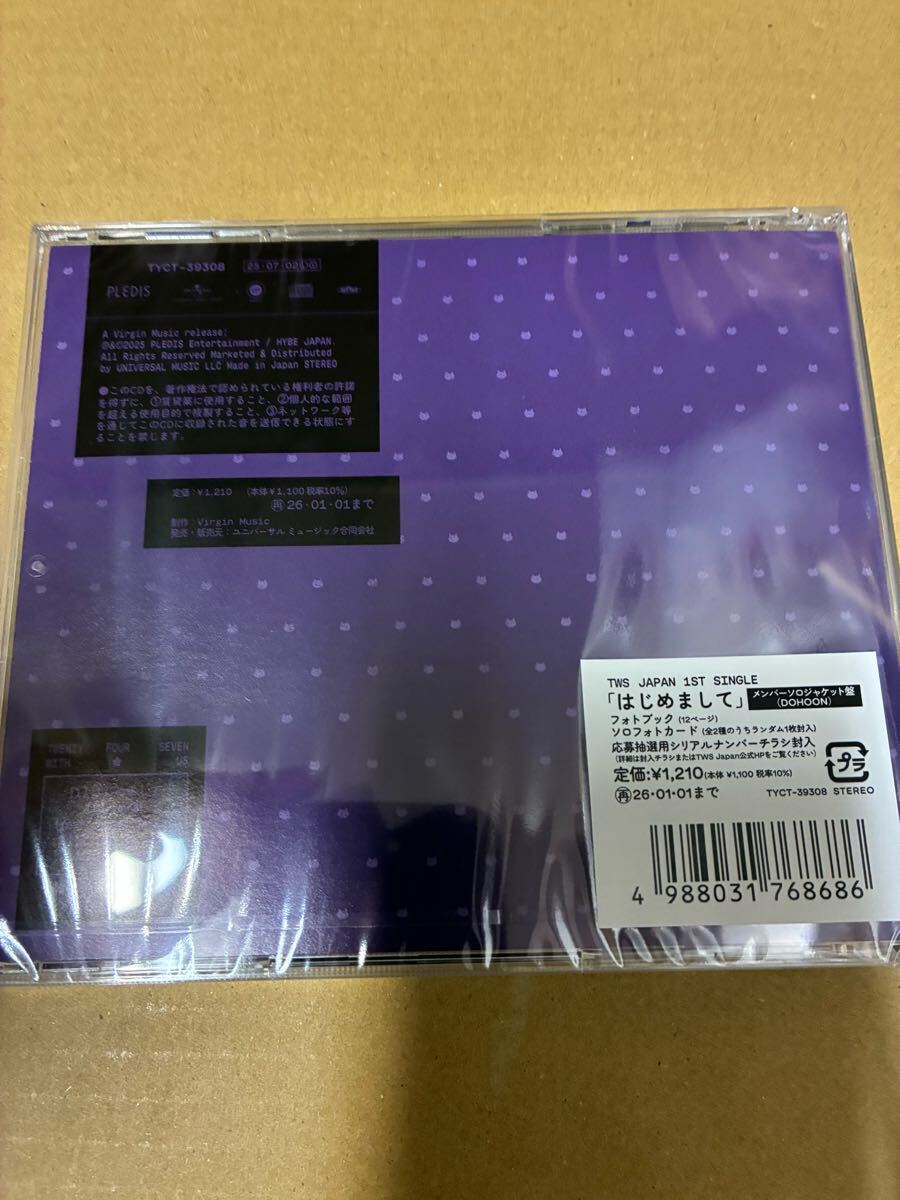 TYCT-39308 25・07・02
PLEDIS
A Virgin Music release;
℗&©2025 PLEDIS Entertainment / HYBE JAPAN.
All Rights Reserved Marketed & Distributed
by UNIVERSAL MUSIC LLC Made in Japan STEREO
●このCDを、著作権法で認められている権利者の許諾
を得ずに、①賃貸業に使用すること、②個人的な範囲
を超える使用目的で複製すること、③ネットワーク等
を通じてこのCDに収録された音を送信できる状態にす
ることを禁じます。
定価:¥1,210 (本体¥1,100 税率10%)
再 26・01・01まで
制作:Virgin Music
発売・販売元:ユニバーサル ミュージック合同会社
TWENTY FOUR SEVEN
WITH ★ US
TWS JAPAN 1ST SINGLE
「はじめまして」 メンバーソロジャケット盤
(DOHOON)
フォトブック (12ページ)
ソロフォトカード (全2種のうちランダム1枚封入)
応募抽選用シリアルナンバーチラシ封入
(詳細は封入チラシまたはTWS Japan公式HPをご覧ください)
定価:¥1,210(本体 ¥1,100 税率10%)
再26・01・01まで
プラ
TYCT-39308 STEREO
4 988031 768686